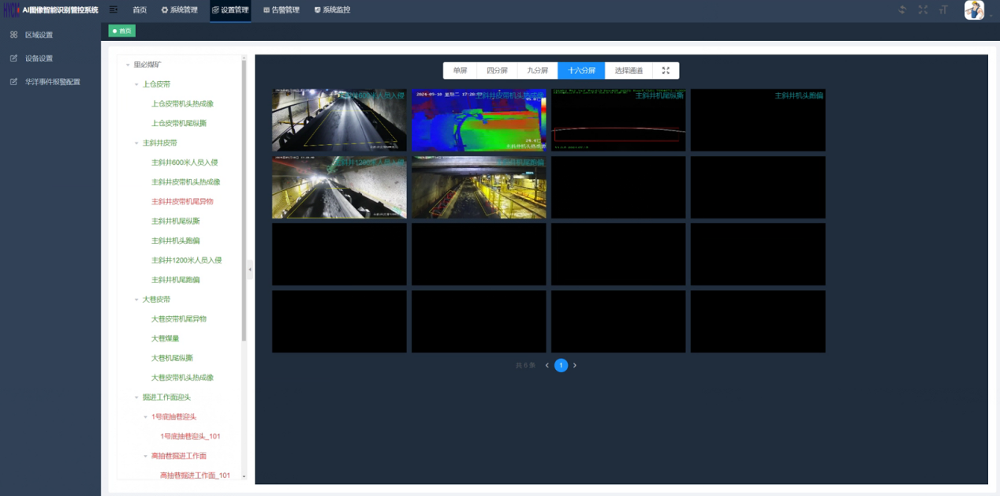 AI图像智能识别管控系统
首页
系统管理
设置管理
告警管理
系统监控
区域设置
设备设置
华洋事件报警配置
首页
里必煤矿
上仓皮带
上仓皮带机头热成像
上仓皮带机尾纵撕
主斜井皮带
主斜井600米人员入侵
主斜井皮带机头热成像
主斜井皮带机尾异物
主斜井机尾纵撕
主斜井机头跑偏
主斜井1200米人员入侵
主斜井机尾跑偏
大巷皮带
大巷皮带机尾异物
大巷煤量
大巷机尾纵撕
大巷皮带机头热成像
掘进工作面迎头
1号底抽巷迎头
1号底抽巷迎头_101
高抽巷掘进工作面
高抽巷掘进工作面_101
单屏
四分屏
九分屏
十六分屏
选择通道
主斜井600米人员入侵
2024-09-10 星期二 17:20:57
主斜井皮带机头热成像
主斜井机尾纵撕
主斜井机头跑偏
主斜井1200米人员入侵
主斜井机尾跑偏
共 6 条
1